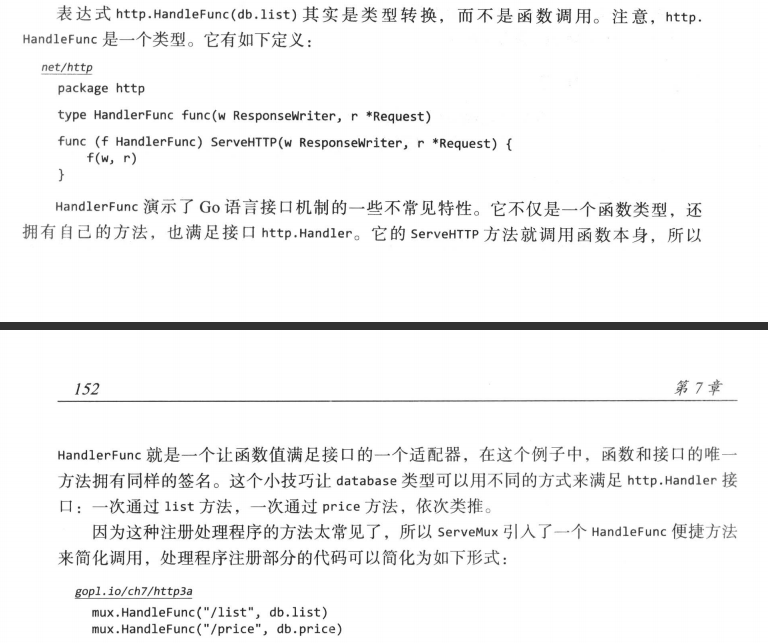 表达式 http.HandleFunc(db.list) 其实是类型转换，而不是函数调用。注意，http.
HandleFunc 是一个类型。它有如下定义：
net/http
package http
type HandlerFunc func(w ResponseWriter, r *Request)
func (f HandlerFunc) ServeHTTP(w ResponseWriter, r *Request) {
f(w, r)
}
HandlerFunc 演示了 Go 语言接口机制的一些不常见特性。它不仅是一个函数类型，还
拥有自己的方法，也满足接口 http.Handler。它的 ServeHTTP 方法就调用函数本身，所以
152
第 7 章
HandlerFunc 就是一个让函数值满足接口的一个适配器，在这个例子中，函数和接口的唯一
方法拥有同样的签名。这个小技巧让 database 类型可以用不同的方式来满足 http.Handler 接
口：一次通过 list 方法，一次通过 price 方法，依次类推。
因为这种注册处理程序的方法太常见了，所以 ServeMux 引入了一个 HandleFunc 便捷方法
来简化调用，处理程序注册部分的代码可以简化为如下形式：
gopl.io/ch7/http3a
mux.HandleFunc("/list", db.list)
mux.HandleFunc("/price", db.price)